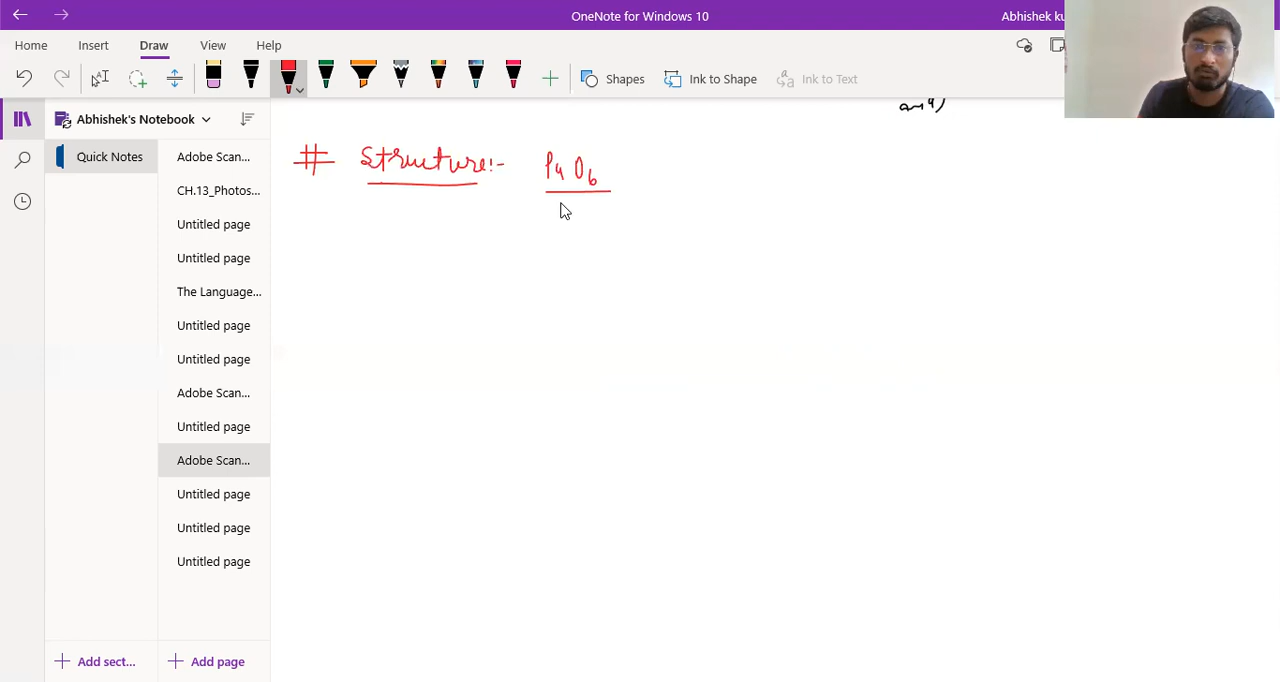 OneNote for Windows 10
Abhishek ku
Home Insert Draw View Help
Shapes Ink to Shape Ink to Text
Abhishek's Notebook
Quick Notes
Adobe Scan...
CH.13_Photos...
Untitled page
Untitled page
The Language...
Untitled page
Untitled page
Adobe Scan...
Untitled page
Adobe Scan...
Untitled page
Untitled page
Untitled page
Add sect... Add page
# Structure:- P₄O₆